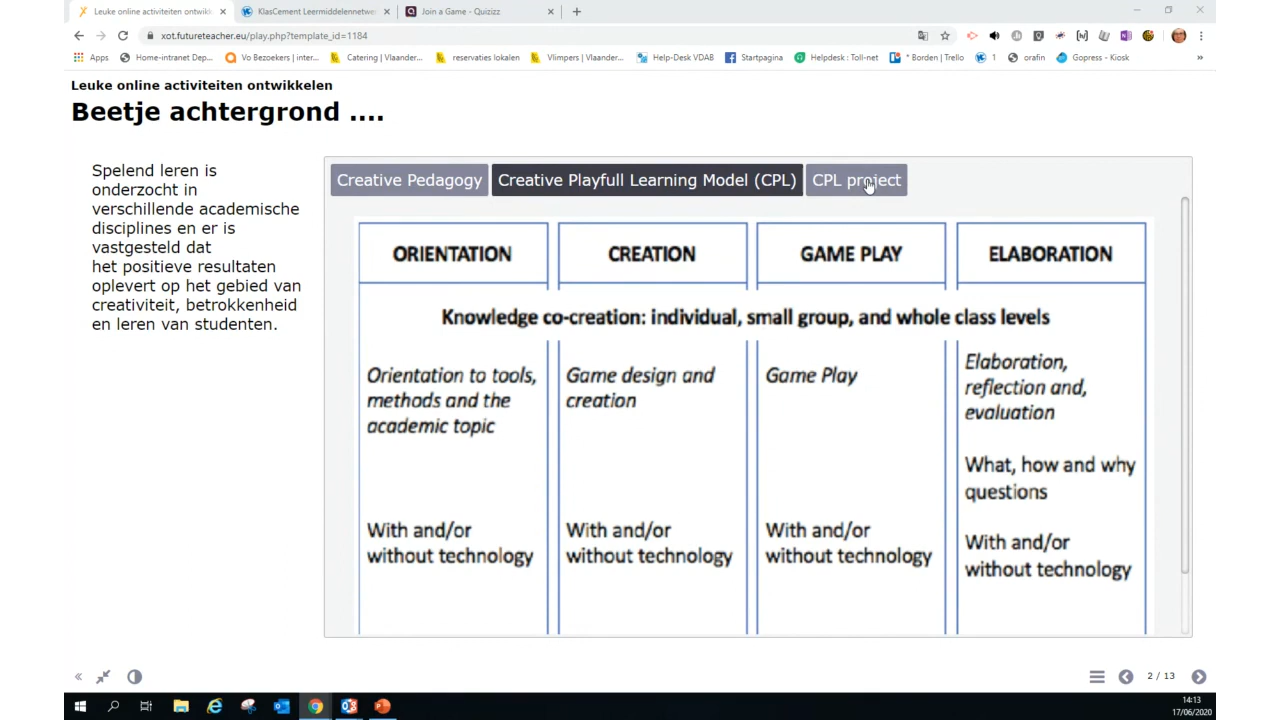 Leuke online activiteiten ontwikk
KlasCement Leermiddelennetwe
Join a Game - Quizizz
xot.futureteacher.eu/play.php?template_id=1184
Apps
Home-intranet Dep...
Vo Bezoekers | inter...
Catering | Vlaander...
reservaties lokalen
Vlimpers | Vlaander...
Help-Desk VDAB
Startpagina
Helpdesk : Toll-net
* Borden | Trello
1
orafin
Gopress - Kiosk
»
Leuke online activiteiten ontwikkelen
Beetje achtergrond ....
Spelend leren is
onderzocht in
verschillende academische
disciplines en er is
vastgesteld dat
het positieve resultaten
oplevert op het gebied van
creativiteit, betrokkenheid
en leren van studenten.
Creative Pedagogy
Creative Playfull Learning Model (CPL)
CPL project
ORIENTATION
CREATION
GAME PLAY
ELABORATION
Knowledge co-creation: individual, small group, and whole class levels
Orientation to tools,
methods and the
academic topic
With and/or
without technology
Game design and
creation
With and/or
without technology
Game Play
With and/or
without technology
Elaboration,
reflection and,
evaluation
What, how and why
questions
With and/or
without technology
2 / 13
14:13
17/06/2020